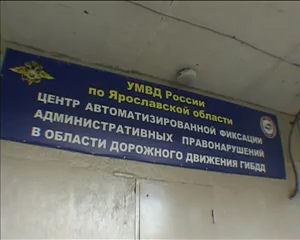 УМВД России
по Ярославской области
ЦЕНТР АВТОМАТИЗИРОВАННОЙ ФИКСАЦИИ
АДМИНИСТРАТИВНЫХ ПРАВОНАРУШЕНИЙ
В ОБЛАСТИ ДОРОЖНОГО ДВИЖЕНИЯ ГИБДД